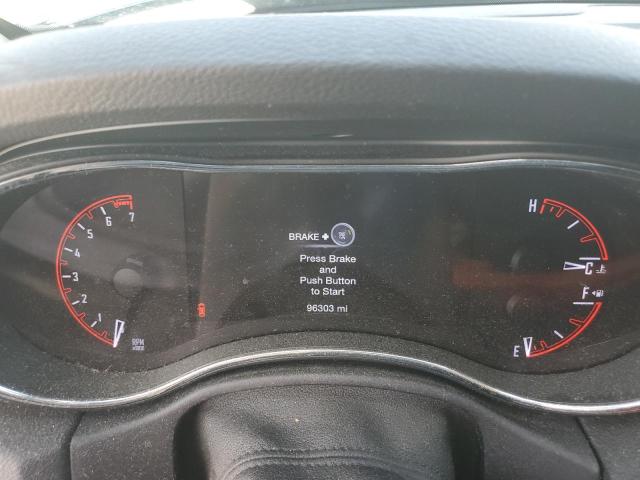 6 7
5
4
3
2
1
RPM
BRAKE +
Press Brake
and
Push Button
to Start
96303 mi
H
C
F
E